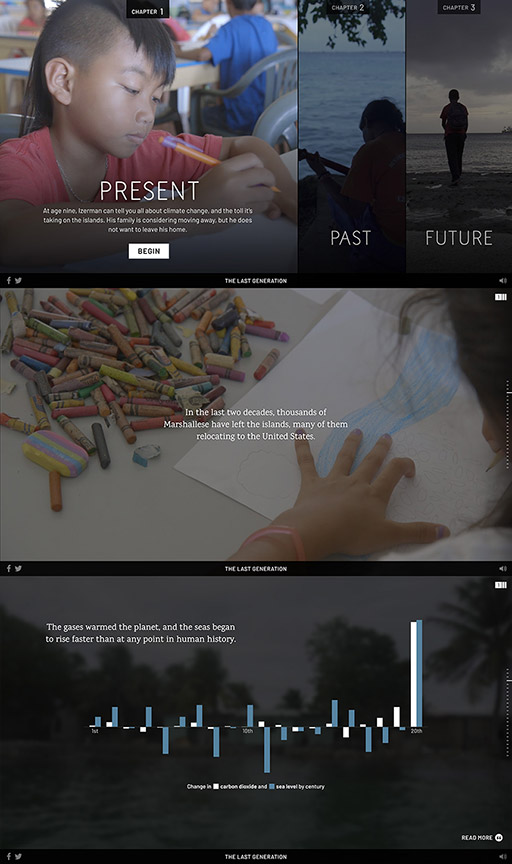 CHAPTER 1
CHAPTER 2
CHAPTER 3
PRESENT
At age nine, Izerman can tell you all about climate change, and the toll it's
taking on the islands. His family is considering moving away, but he does
not want to leave his home.
BEGIN
PAST
FUTURE
THE LAST GENERATION
In the last two decades, thousands of
Marshallese have left the islands, many of them
relocating to the United States.
THE LAST GENERATION
The gases warmed the planet, and the seas began
to rise faster than at any point in human history.
1st
10th
20th
Change in carbon dioxide and sea level by century
READ MORE
THE LAST GENERATION